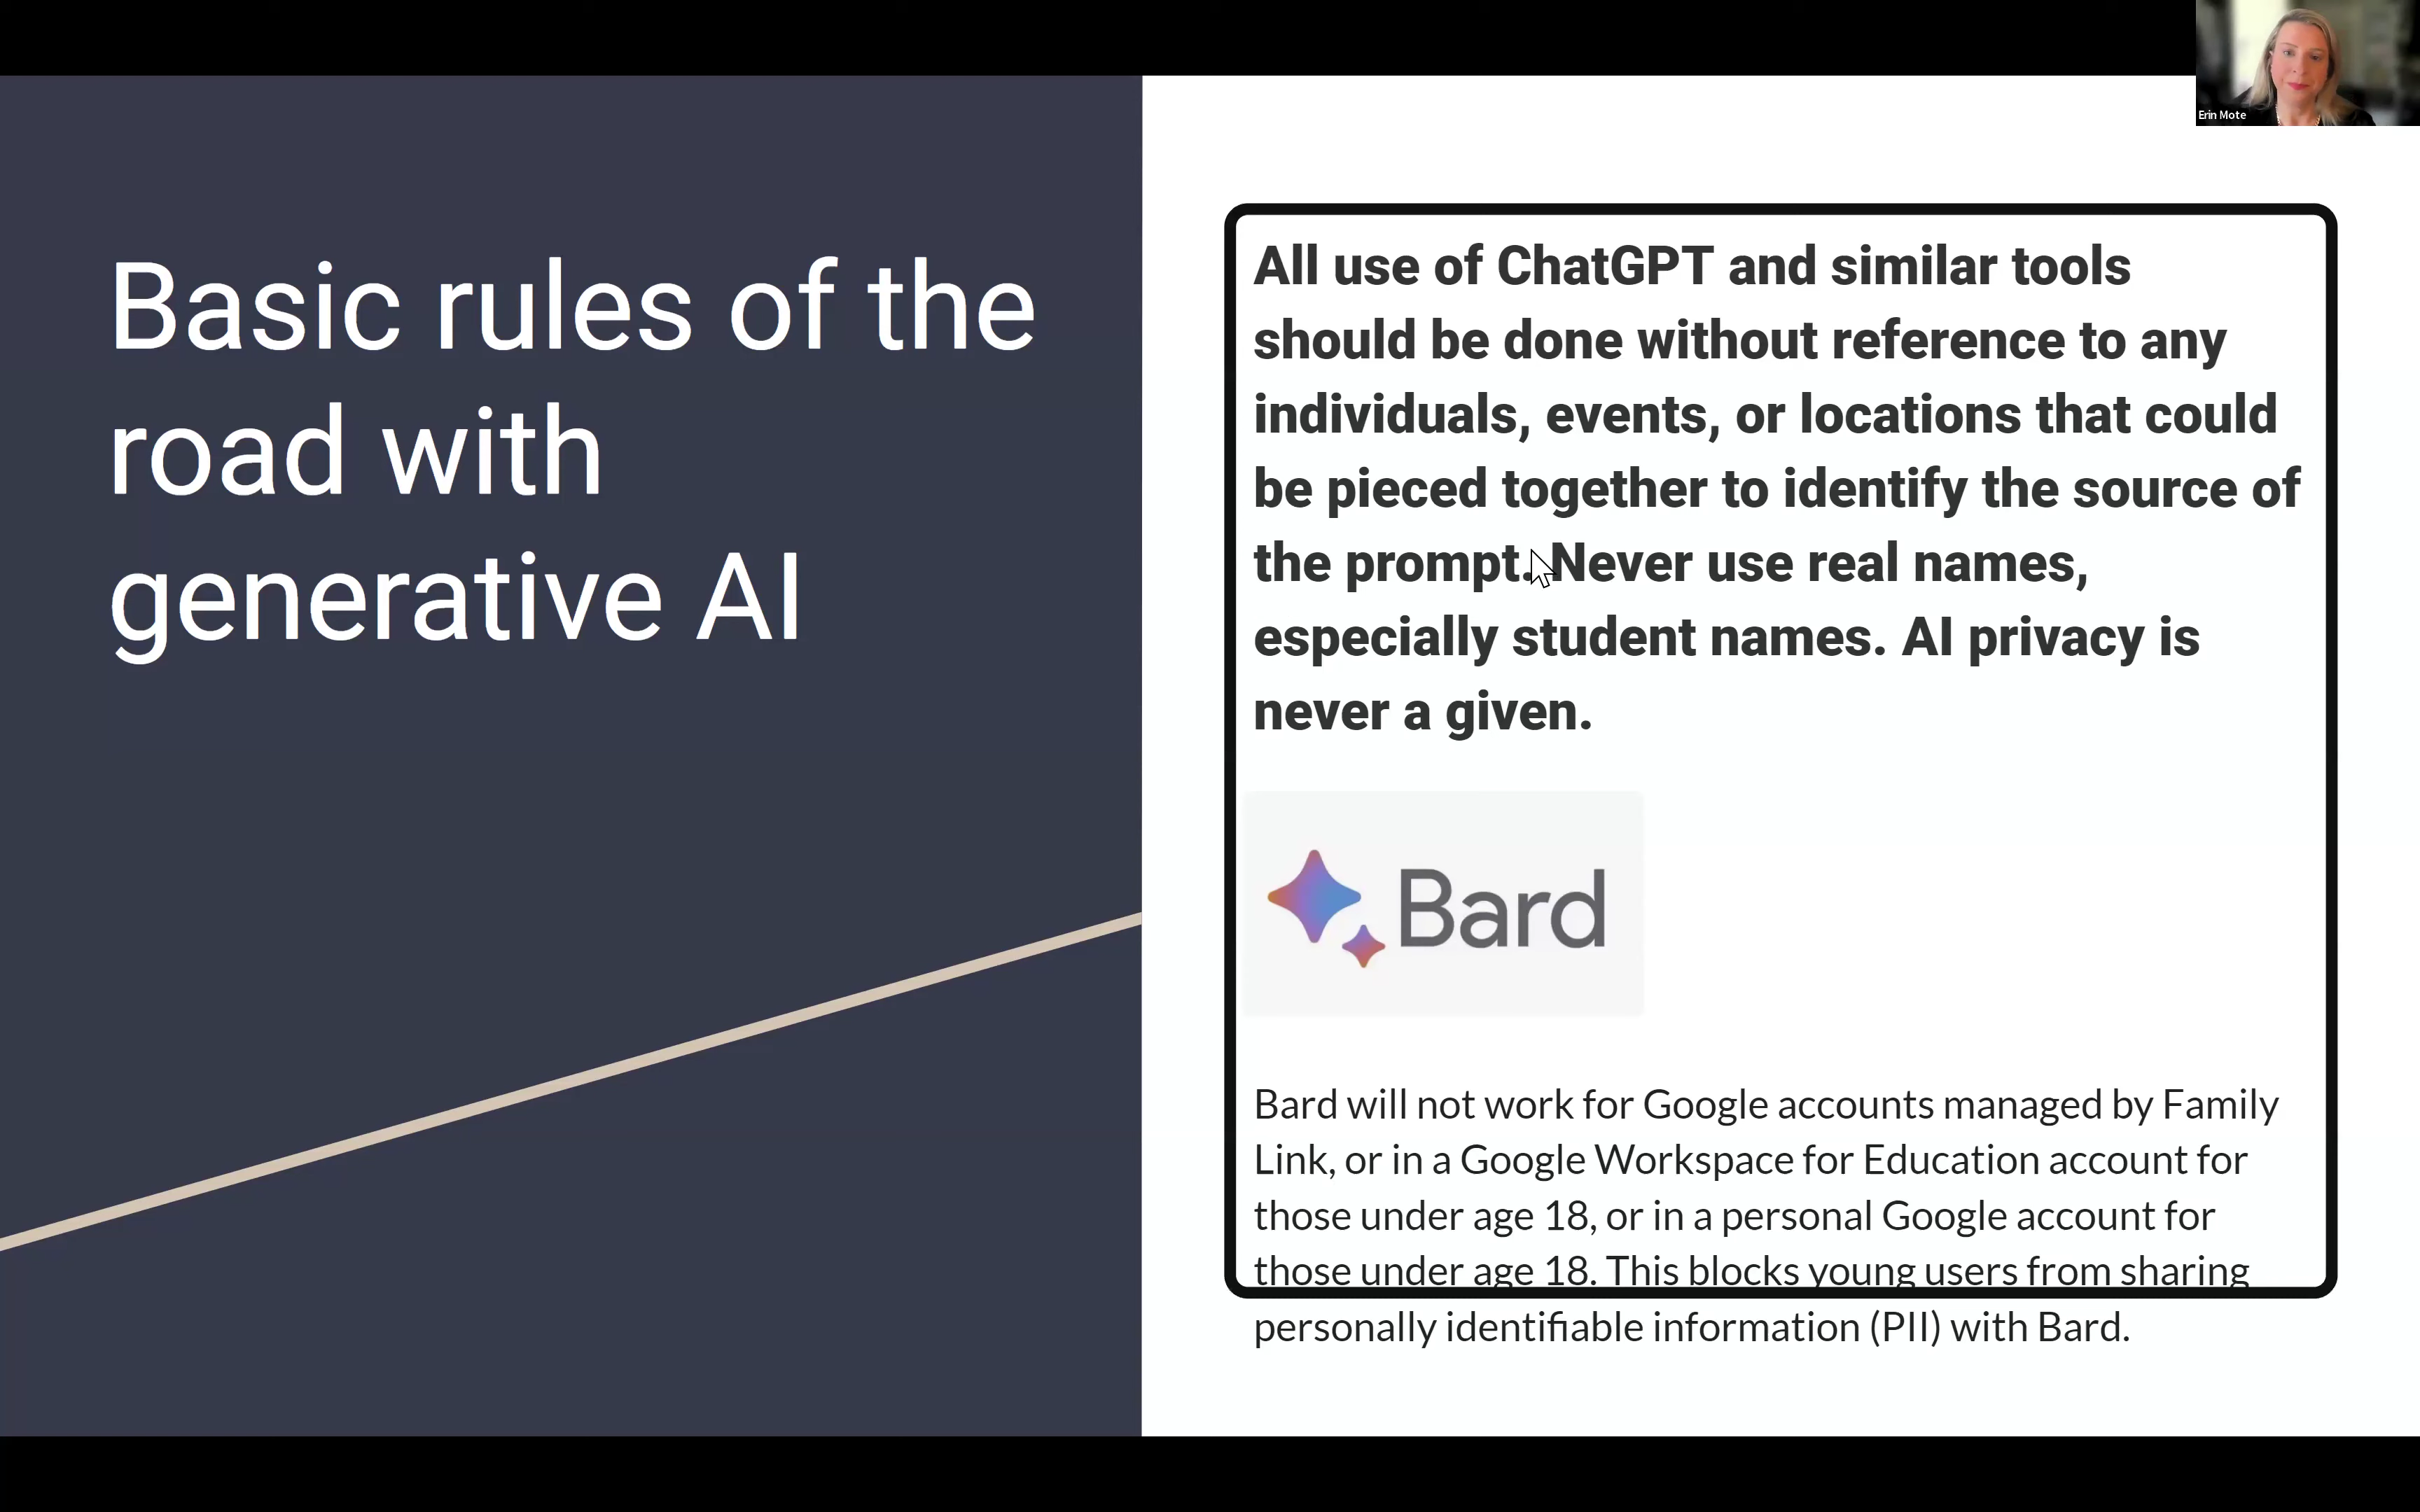 Erin Mote
Basic rules of the
road with
generative AI
All use of ChatGPT and similar tools
should be done without reference to any
individuals, events, or locations that could
be pieced together to identify the source of
the prompt. Never use real names,
especially student names. AI privacy is
never a given.
Bard
Bard will not work for Google accounts managed by Family
Link, or in a Google Workspace for Education account for
those under age 18, or in a personal Google account for
those under age 18. This blocks young users from sharing
personally identifiable information (PII) with Bard.